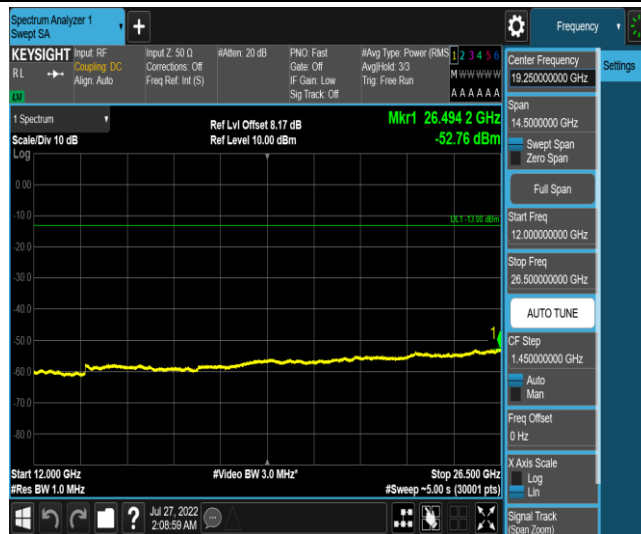 Spectrum Analyzer 1
Swept SA
+
Frequency
KEYSIGHT
RL
Input: RF
Coupling: DC
Align: Auto
Input Z: 50 Ω
Corrections: Off
Freq Ref: Int (S)
#Atten: 20 dB
PNO: Fast
Gate: Off
IF Gain: Low
Sig Track: Off
#Avg Type: Power (RMS
Avg|Hold: 3/3
Trig: Free Run
1 2 3 4 5 6
M W W W W W
A A A A A A
Center Frequency
19.250000000 GHz
Settings
Span
14.5000000 GHz
Swept Span
Zero Span
Full Span
Start Freq
12.000000000 GHz
Stop Freq
26.500000000 GHz
AUTO TUNE
CF Step
1.450000000 GHz
Auto
Man
Freq Offset
0 Hz
X Axis Scale
Log
Lin
Signal Track
(Span Zoom)
1 Spectrum
Scale/Div 10 dB
Log
Ref Lvl Offset 8.17 dB
Ref Level 10.00 dBm
Mkr1 26.494 2 GHz
-52.76 dBm
0.00
-10.0
DL1 -13.00 dBm
-20.0
-30.0
-40.0
-50.0
1
-60.0
-70.0
-80.0
Start 12.000 GHz
#Res BW 1.0 MHz
#Video BW 3.0 MHz*
Stop 26.500 GHz
#Sweep ~5.00 s (30001 pts)
?
Jul 27, 2022
2:08:59 AM